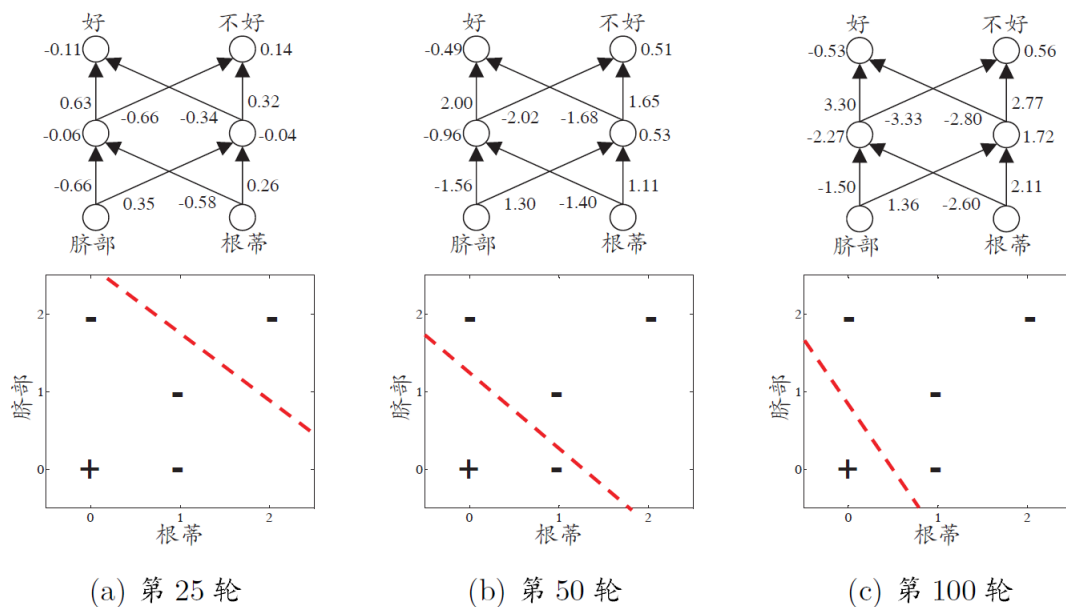 好 不好
-0.11 0.14
0.63 -0.66 -0.34 0.32
-0.06 -0.04
-0.66 0.35 -0.58 0.26
脐部 根蒂
2
1
0
脐部
0 1 2
根蒂
(a) 第 25 轮
好 不好
-0.49 0.51
2.00 -2.02 -1.68 1.65
-0.96 0.53
-1.56 1.30 -1.40 1.11
脐部 根蒂
2
1
0
脐部
0 1 2
根蒂
(b) 第 50 轮
好 不好
-0.53 0.56
3.30 -3.33 -2.80 2.77
-2.27 1.72
-1.50 1.36 -2.60 2.11
脐部 根蒂
2
1
0
脐部
0 1 2
根蒂
(c) 第 100 轮